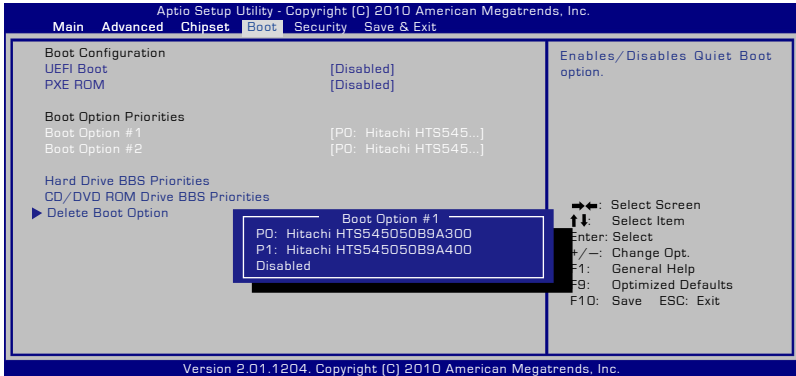 Aptio Setup Utility - Copyright (C) 2010 American Megatrends, Inc.
Main Advanced Chipset Boot Security Save & Exit
Boot Configuration
UEFI Boot [Disabled]
PXE ROM [Disabled]
Boot Option Priorities
Boot Option #1 [P0: Hitachi HTS545...]
Boot Option #2 [P0: Hitachi HTS545...]
Hard Drive BBS Priorities
CD/DVD ROM Drive BBS Priorities
Delete Boot Option
Boot Option #1
P0: Hitachi HTS545050B9A300
P1: Hitachi HTS545050B9A400
Disabled
Enables/Disables Quiet Boot
option.
→←: Select Screen
↑↓: Select Item
Enter: Select
+/—: Change Opt.
F1: General Help
F9: Optimized Defaults
F10: Save ESC: Exit
Version 2.01.1204. Copyright (C) 2010 American Megatrends, Inc.